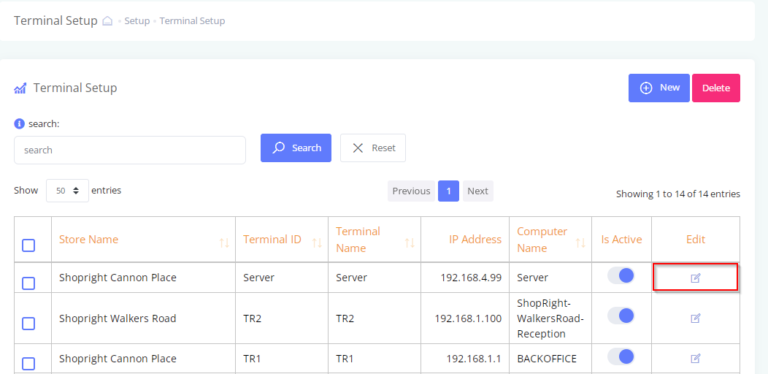 Terminal Setup - Setup - Terminal Setup
Terminal Setup
New Delete
search:
search Search Reset
Show 50 entries Previous 1 Next Showing 1 to 14 of 14 entries
Store Name Terminal ID Terminal Name IP Address Computer Name Is Active Edit
Shopright Cannon Place Server Server 192.168.4.99 Server
Shopright Walkers Road TR2 TR2 192.168.1.100 ShopRight-WalkersRoad-Reception
Shopright Cannon Place TR1 TR1 192.168.1.1 BACKOFFICE